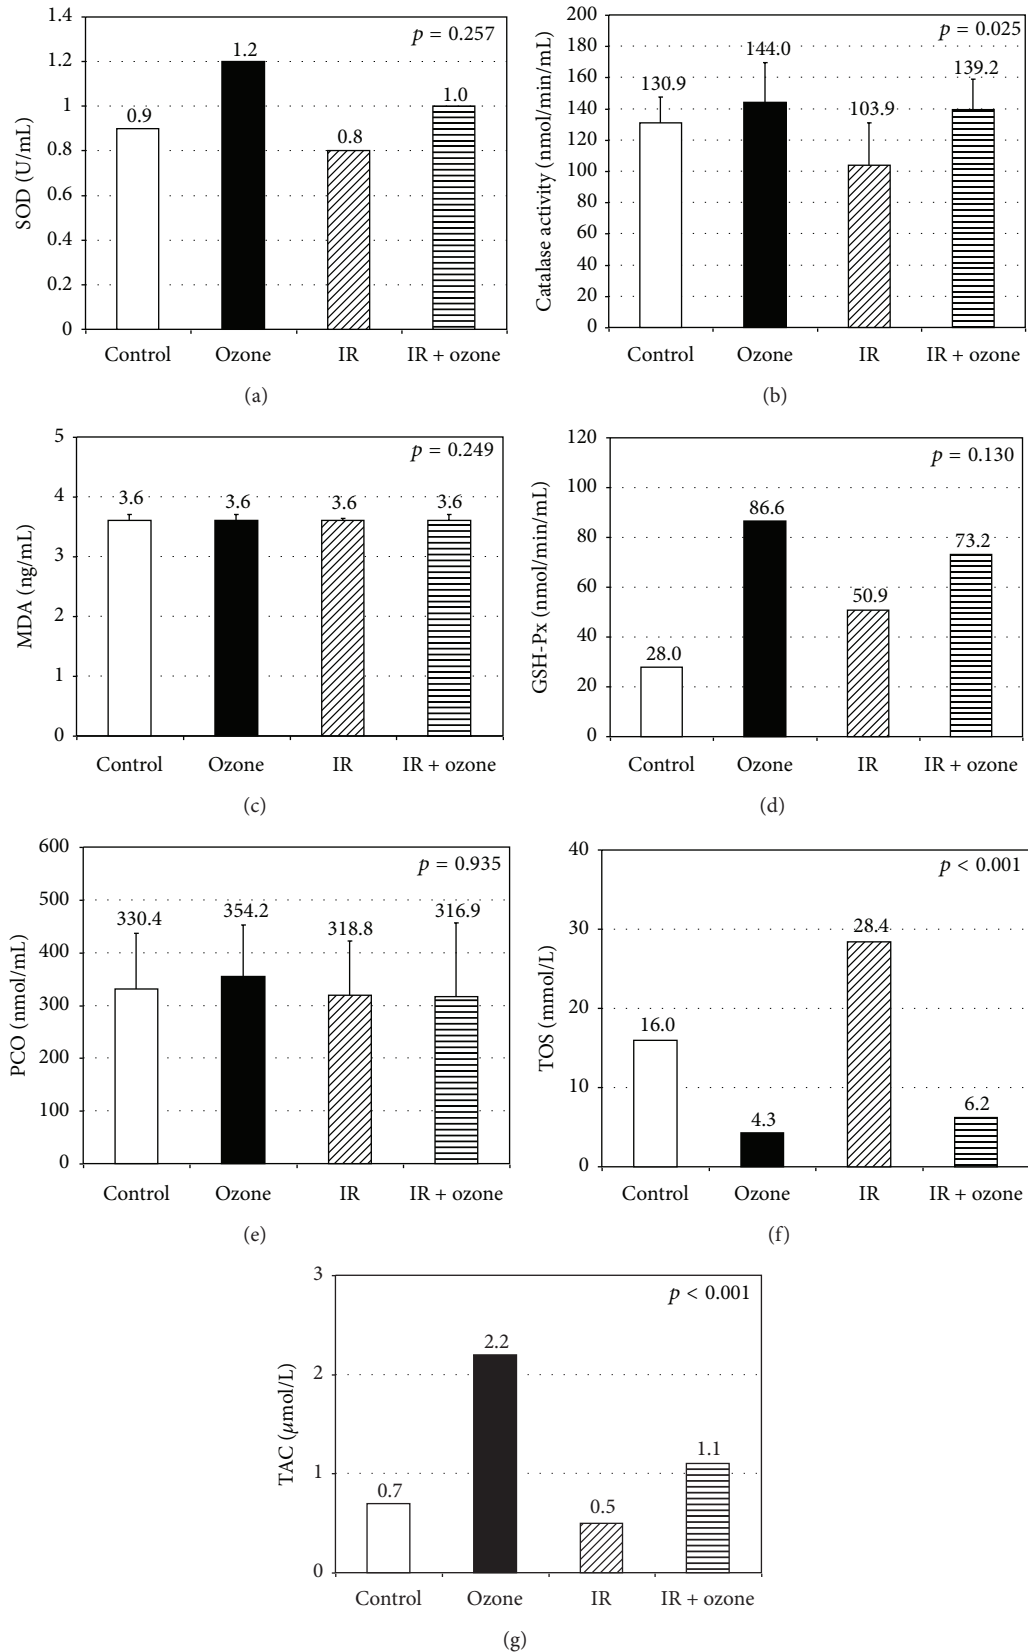 SOD (U/mL)
1.4
1.2
1
0.8
0.6
0.4
0.2
0
p = 0.257
0.9
1.2
0.8
1.0
Control Ozone IR IR + ozone
(a)
Catalase activity (nmol/min/mL)
200
180
160
140
120
100
80
60
40
20
0
p = 0.025
130.9
144.0
103.9
139.2
Control Ozone IR IR + ozone
(b)
MDA (ng/mL)
5
4
3
2
1
0
p = 0.249
3.6
3.6
3.6
3.6
Control Ozone IR IR + ozone
(c)
GSH-Px (nmol/min/mL)
120
100
80
60
40
20
0
p = 0.130
28.0
86.6
50.9
73.2
Control Ozone IR IR + ozone
(d)
PCO (nmol/mL)
600
500
400
300
200
100
0
p = 0.935
330.4
354.2
318.8
316.9
Control Ozone IR IR + ozone
(e)
TOS (mmol/L)
40
30
20
10
0
p < 0.001
16.0
4.3
28.4
6.2
Control Ozone IR IR + ozone
(f)
TAC (μmol/L)
3
2
1
0
p < 0.001
0.7
2.2
0.5
1.1
Control Ozone IR IR + ozone
(g)